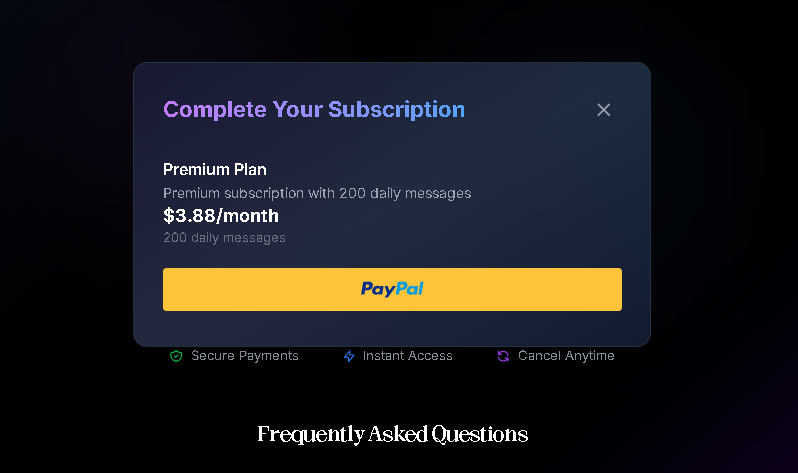 Complete Your Subscription
Premium Plan
Premium subscription with 200 daily messages
$3.88/month
200 daily messages
PayPal
Secure Payments
Instant Access
Cancel Anytime
Frequently Asked Questions